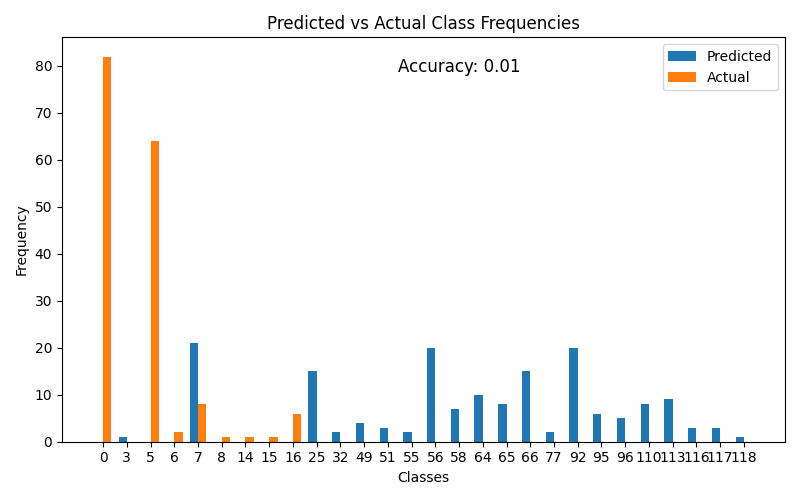 Predicted vs Actual Class Frequencies
Accuracy: 0.01
Predicted
Actual
Frequency
80
70
60
50
40
30
20
10
0
0 3 5 6 7 8 14 15 16 25 32 49 51 55 56 58 64 65 66 77 92 95 96 110 113 116 117 118
Classes